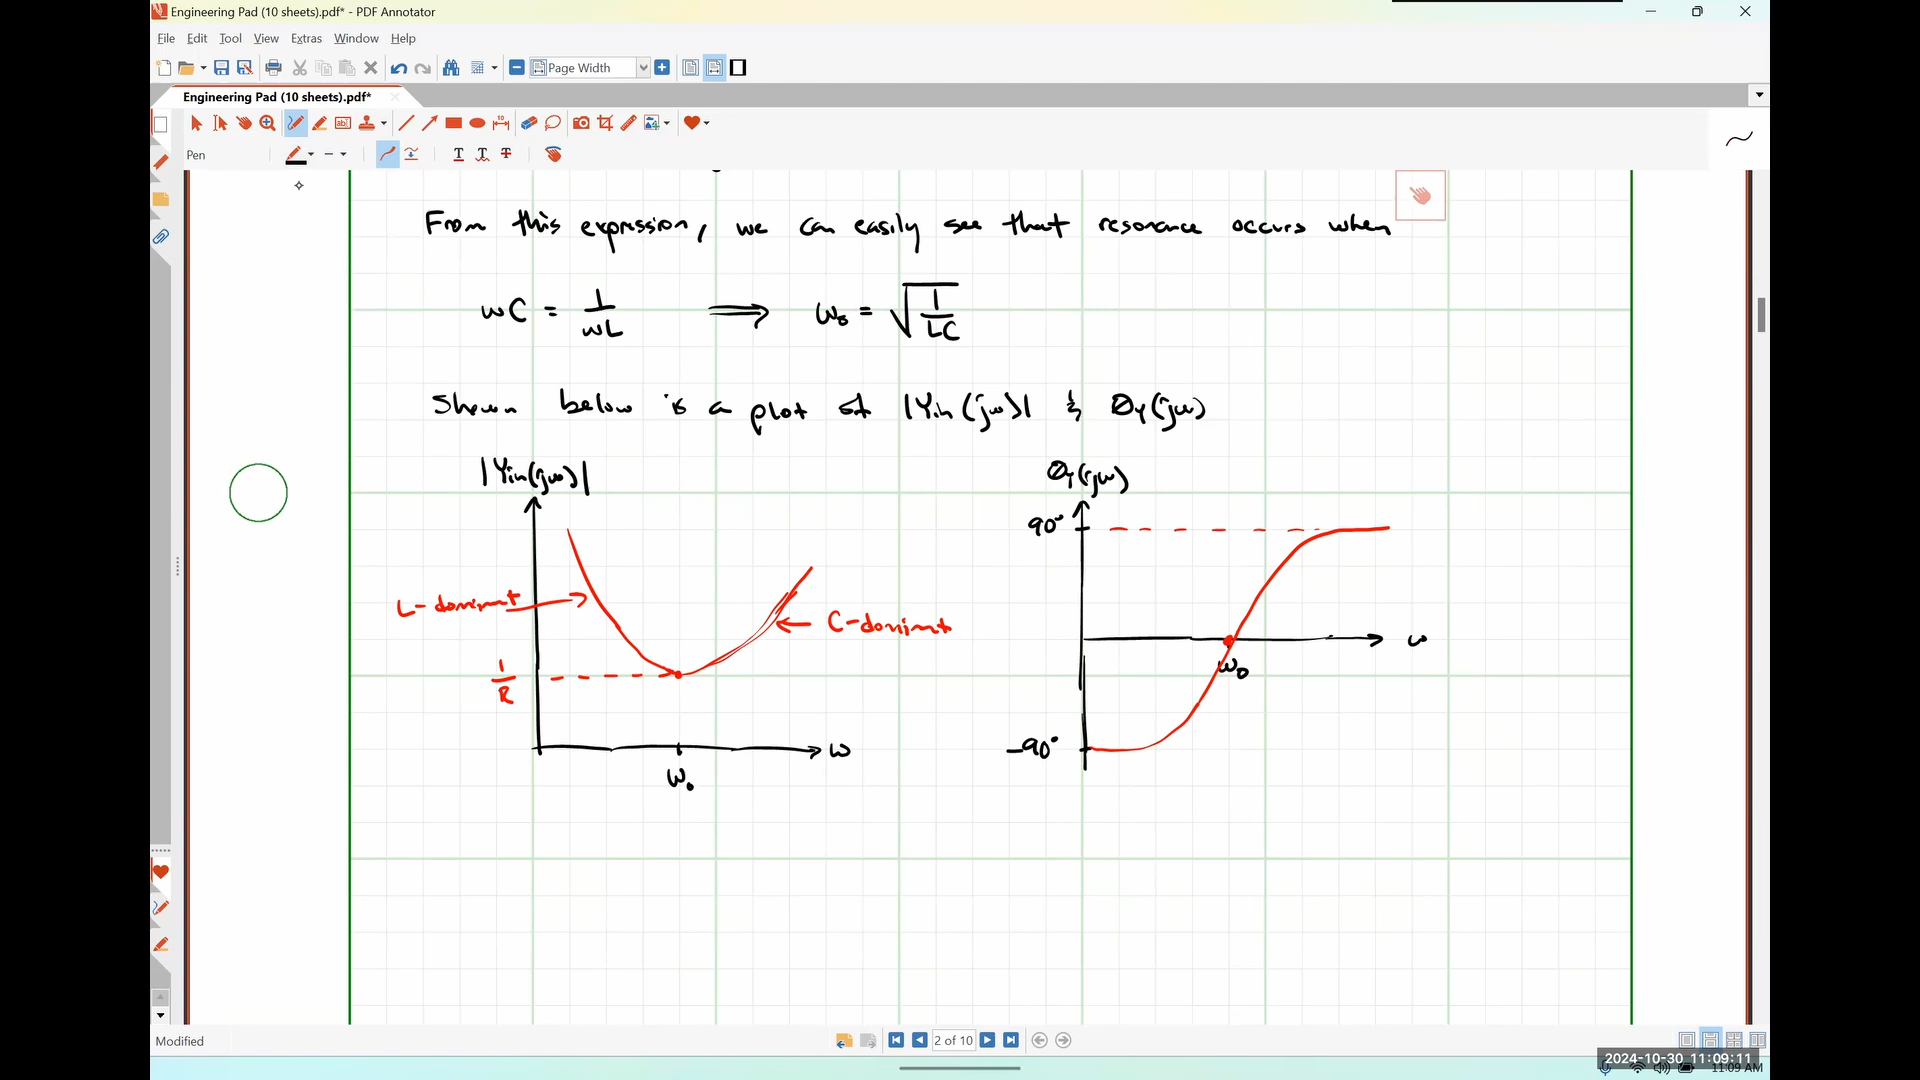 Engineering Pad (10 sheets).pdf* - PDF Annotator
File Edit Tool View Extras Window Help
Page Width
Engineering Pad (10 sheets).pdf*
Pen
From this expression, we can easily see that resonance occurs when
ωC = 1/ωL ⟹ ω₀ = √(1/LC)
Shown below is a plot of |Yin(jω)| & θY(jω)
|Yin(jω)|
θY(jω)
90°
L-dominant
C-dominant
ω
1/R
ω₀
-90°
ω
ω₀
Modified
2 of 10
2024-10-30 11:09:11
11:09 AM